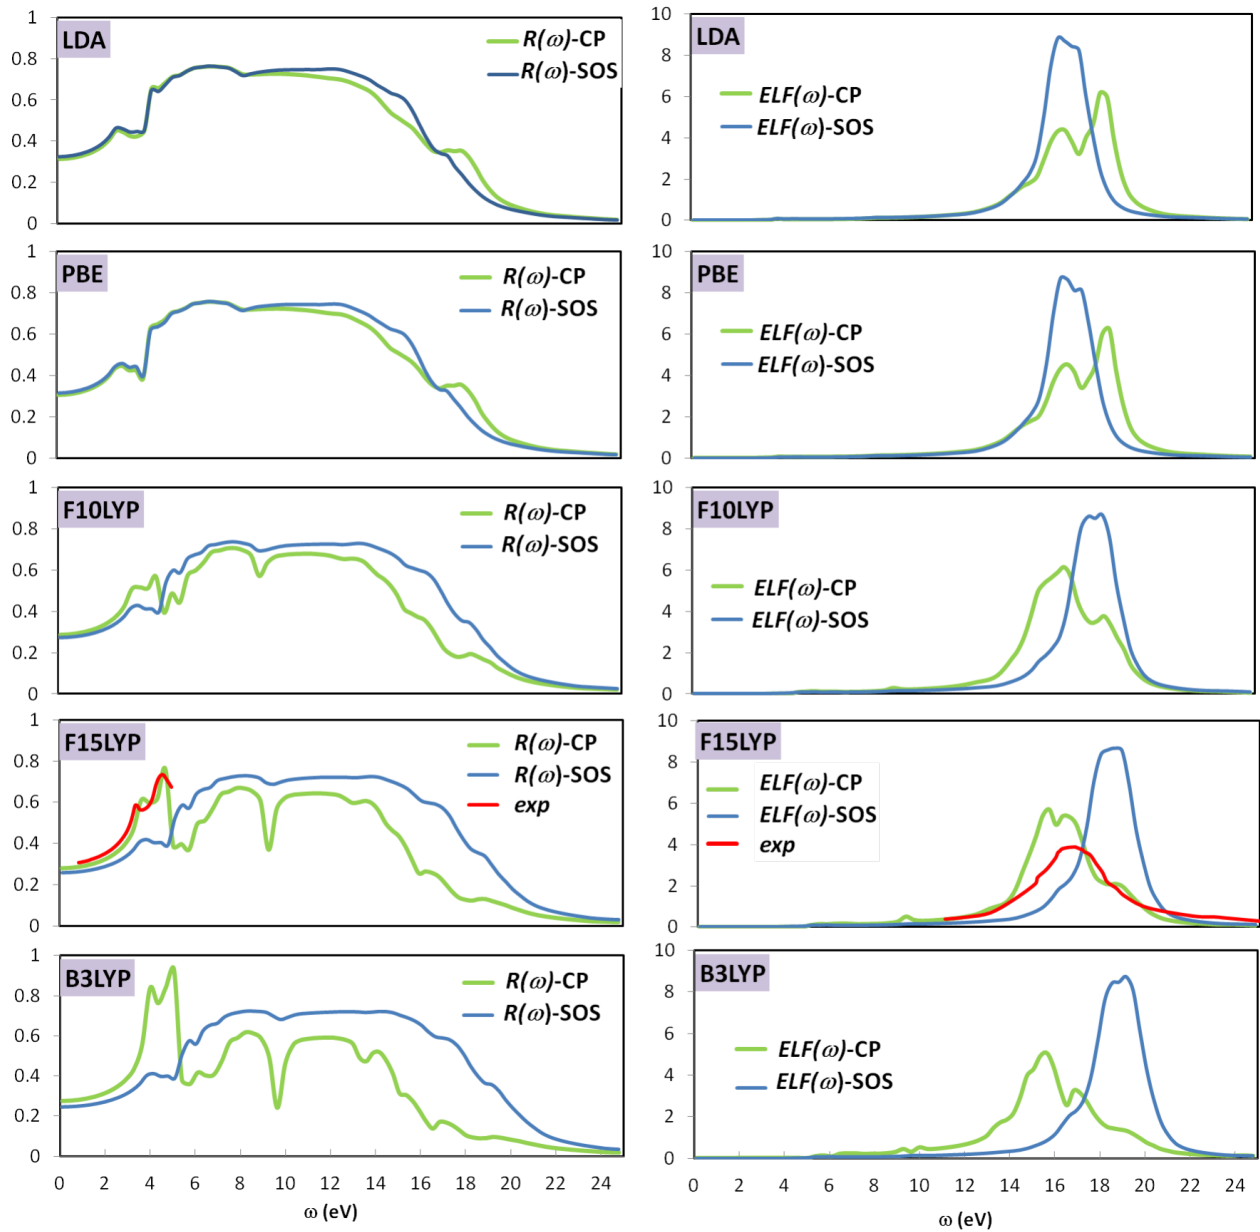 1
LDA
R(ω)-CP
R(ω)-SOS
0.8
0.6
0.4
0.2
0
10
LDA
ELF(ω)-CP
ELF(ω)-SOS
8
6
4
2
0
1
PBE
R(ω)-CP
R(ω)-SOS
0.8
0.6
0.4
0.2
0
10
PBE
ELF(ω)-CP
ELF(ω)-SOS
8
6
4
2
0
1
F10LYP
R(ω)-CP
R(ω)-SOS
0.8
0.6
0.4
0.2
0
10
F10LYP
ELF(ω)-CP
ELF(ω)-SOS
8
6
4
2
0
1
F15LYP
R(ω)-CP
R(ω)-SOS
exp
0.8
0.6
0.4
0.2
0
10
F15LYP
ELF(ω)-CP
ELF(ω)-SOS
exp
8
6
4
2
0
1
B3LYP
R(ω)-CP
R(ω)-SOS
0.8
0.6
0.4
0.2
0
0 2 4 6 8 10 12 14 16 18 20 22 24
ω (eV)
10
B3LYP
ELF(ω)-CP
ELF(ω)-SOS
8
6
4
2
0
0 2 4 6 8 10 12 14 16 18 20 22 24
ω (eV)